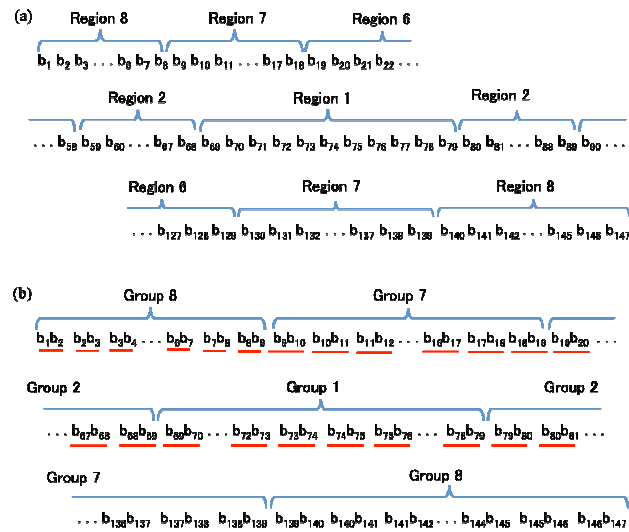 (a)
Region 8 Region 7 Region 6
b1 b2 b3 ... b6 b7 b8 b9 b10 b11 ... b17 b18 b19 b20 b21 b22 ...
Region 2 Region 1 Region 2
... b58 b59 b60 ... b67 b68 b69 b70 b71 b72 b73 b74 b75 b76 b77 b78 b79 b80 b81 ... b88 b89 b90 ...
Region 6 Region 7 Region 8
... b127 b128 b129 b130 b131 b132 ... b137 b138 b139 b140 b141 b142 ... b145 b146 b147
(b)
Group 8 Group 7
b1b2 b2b3 b3b4 ... b6b7 b7b8 b8b9 b9b10 b10b11 b11b12 ... b16b17 b17b18 b18b19 b19b20 ...
Group 2 Group 1 Group 2
... b67b68 b68b69 b69b70 ... b72b73 b73b74 b74b75 b75b76 ... b78b79 b79b80 b80b81 ...
Group 7 Group 8
... b136b137 b137b138 b138b139 b139b140 b140b141 b141b142 ... b144b145 b145b146 b146b147